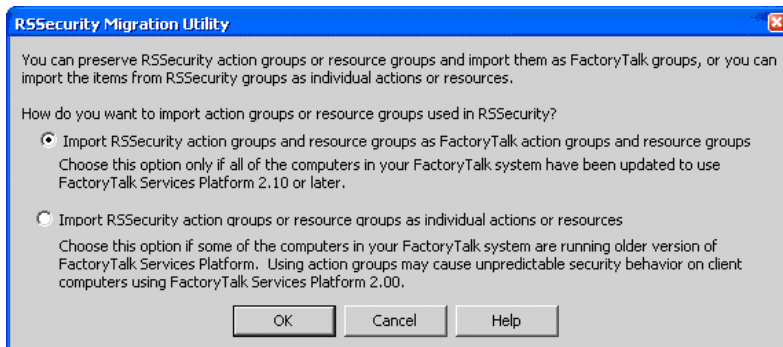 RSSecurity Migration Utility
You can preserve RSSecurity action groups or resource groups and import them as FactoryTalk groups, or you can
import the items from RSSecurity groups as individual actions or resources.
How do you want to import action groups or resource groups used in RSSecurity?
Import RSSecurity action groups and resource groups as FactoryTalk action groups and resource groups
Choose this option only if all of the computers in your FactoryTalk system have been updated to use
FactoryTalk Services Platform 2.10 or later.
Import RSSecurity action groups or resource groups as individual actions or resources
Choose this option if some of the computers in your FactoryTalk system are running older version of
FactoryTalk Services Platform. Using action groups may cause unpredictable security behavior on client
computers using FactoryTalk Services Platform 2.00.
OK Cancel Help